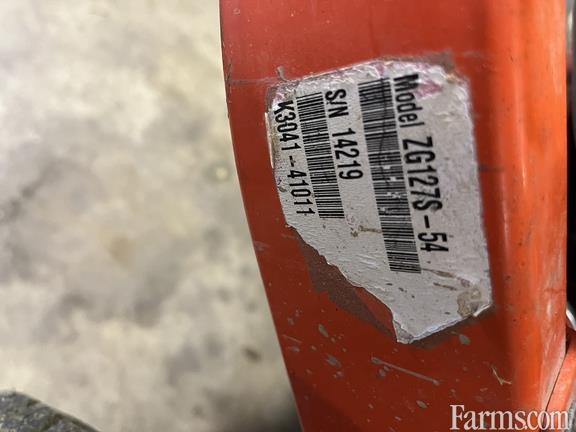 Model ZG127S-54
S/N 14219
K3041-41011
Farms.com